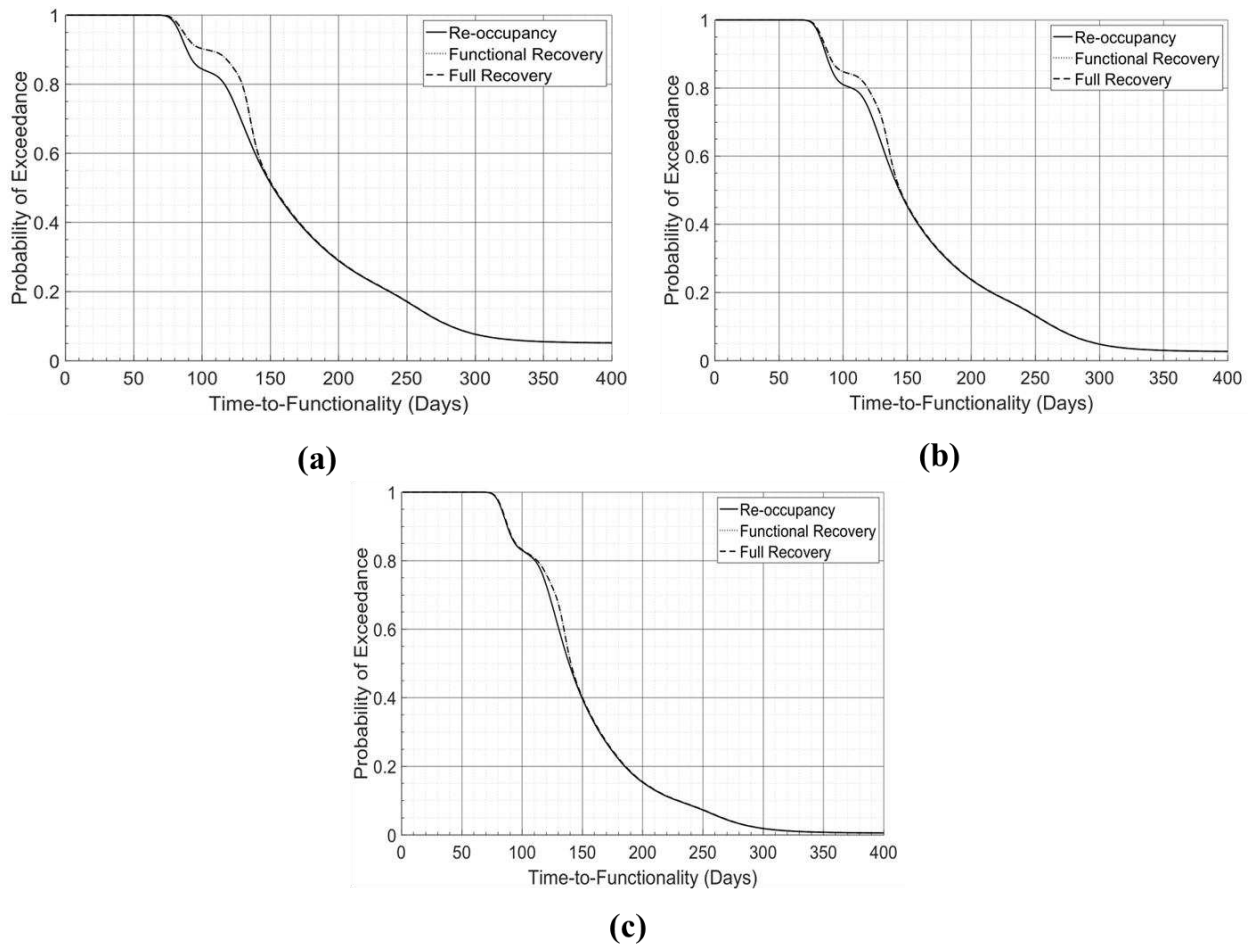 1
0.8
0.6
0.4
0.2
0
Probability of Exceedance
0 50 100 150 200 250 300 350 400
Time-to-Functionality (Days)
Re-occupancy
Functional Recovery
Full Recovery
(a)
1
0.8
0.6
0.4
0.2
0
Probability of Exceedance
0 50 100 150 200 250 300 350 400
Time-to-Functionality (Days)
Re-occupancy
Functional Recovery
Full Recovery
(b)
1
0.8
0.6
0.4
0.2
0
Probability of Exceedance
0 50 100 150 200 250 300 350 400
Time-to-Functionality (Days)
Re-occupancy
Functional Recovery
Full Recovery
(c)